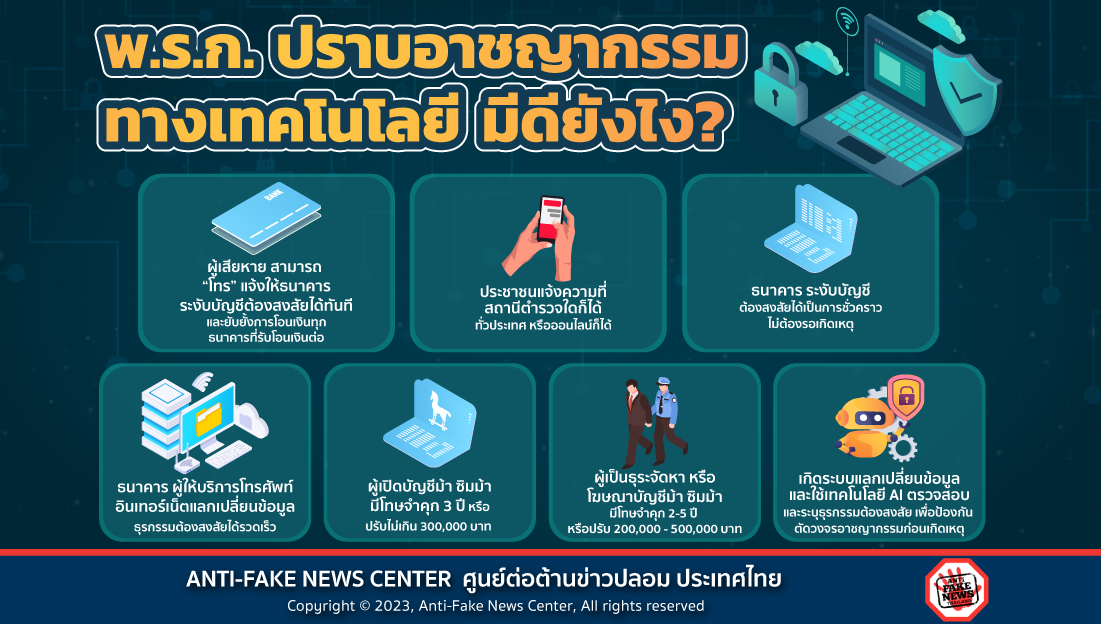 พ.ร.ก. ปราบอาชญากรรม
ทางเทคโนโลยี มีดียังไง?
BANK
ผู้เสียหาย สามารถ
“โทร” แจ้งให้ธนาคาร
ระงับบัญชีต้องสงสัยได้ทันที
และยับยั้งการโอนเงินทุก
ธนาคารที่รับโอนเงินต่อ
ประชาชนแจ้งความที่
สถานีตำรวจใดก็ได้
ทั่วประเทศ หรือออนไลน์ก็ได้
ธนาคาร ระงับบัญชี
ต้องสงสัยได้เป็นการชั่วคราว
ไม่ต้องรอเกิดเหตุ
ธนาคาร ผู้ให้บริการโทรศัพท์
อินเทอร์เน็ตแลกเปลี่ยนข้อมูล
ธุรกรรมต้องสงสัยได้รวดเร็ว
ผู้เปิดบัญชีม้า ซิมม้า
มีโทษจำคุก 3 ปี หรือ
ปรับไม่เกิน 300,000 บาท
ผู้เป็นธุระจัดหา หรือ
โฆษณาบัญชีม้า ซิมม้า
มีโทษจำคุก 2-5 ปี
หรือปรับ 200,000 - 500,000 บาท
เกิดระบบแลกเปลี่ยนข้อมูล
และใช้เทคโนโลยี AI ตรวจสอบ
และระบุธุรกรรมต้องสงสัย เพื่อป้องกัน
ตัดวงจรอาชญากรรมก่อนเกิดเหตุ
ANTI-FAKE NEWS CENTER ศูนย์ต่อต้านข่าวปลอม ประเทศไทย
Copyright © 2023, Anti-Fake News Center, All rights reserved
ANTI
FAKE
NEWS
THAILAND